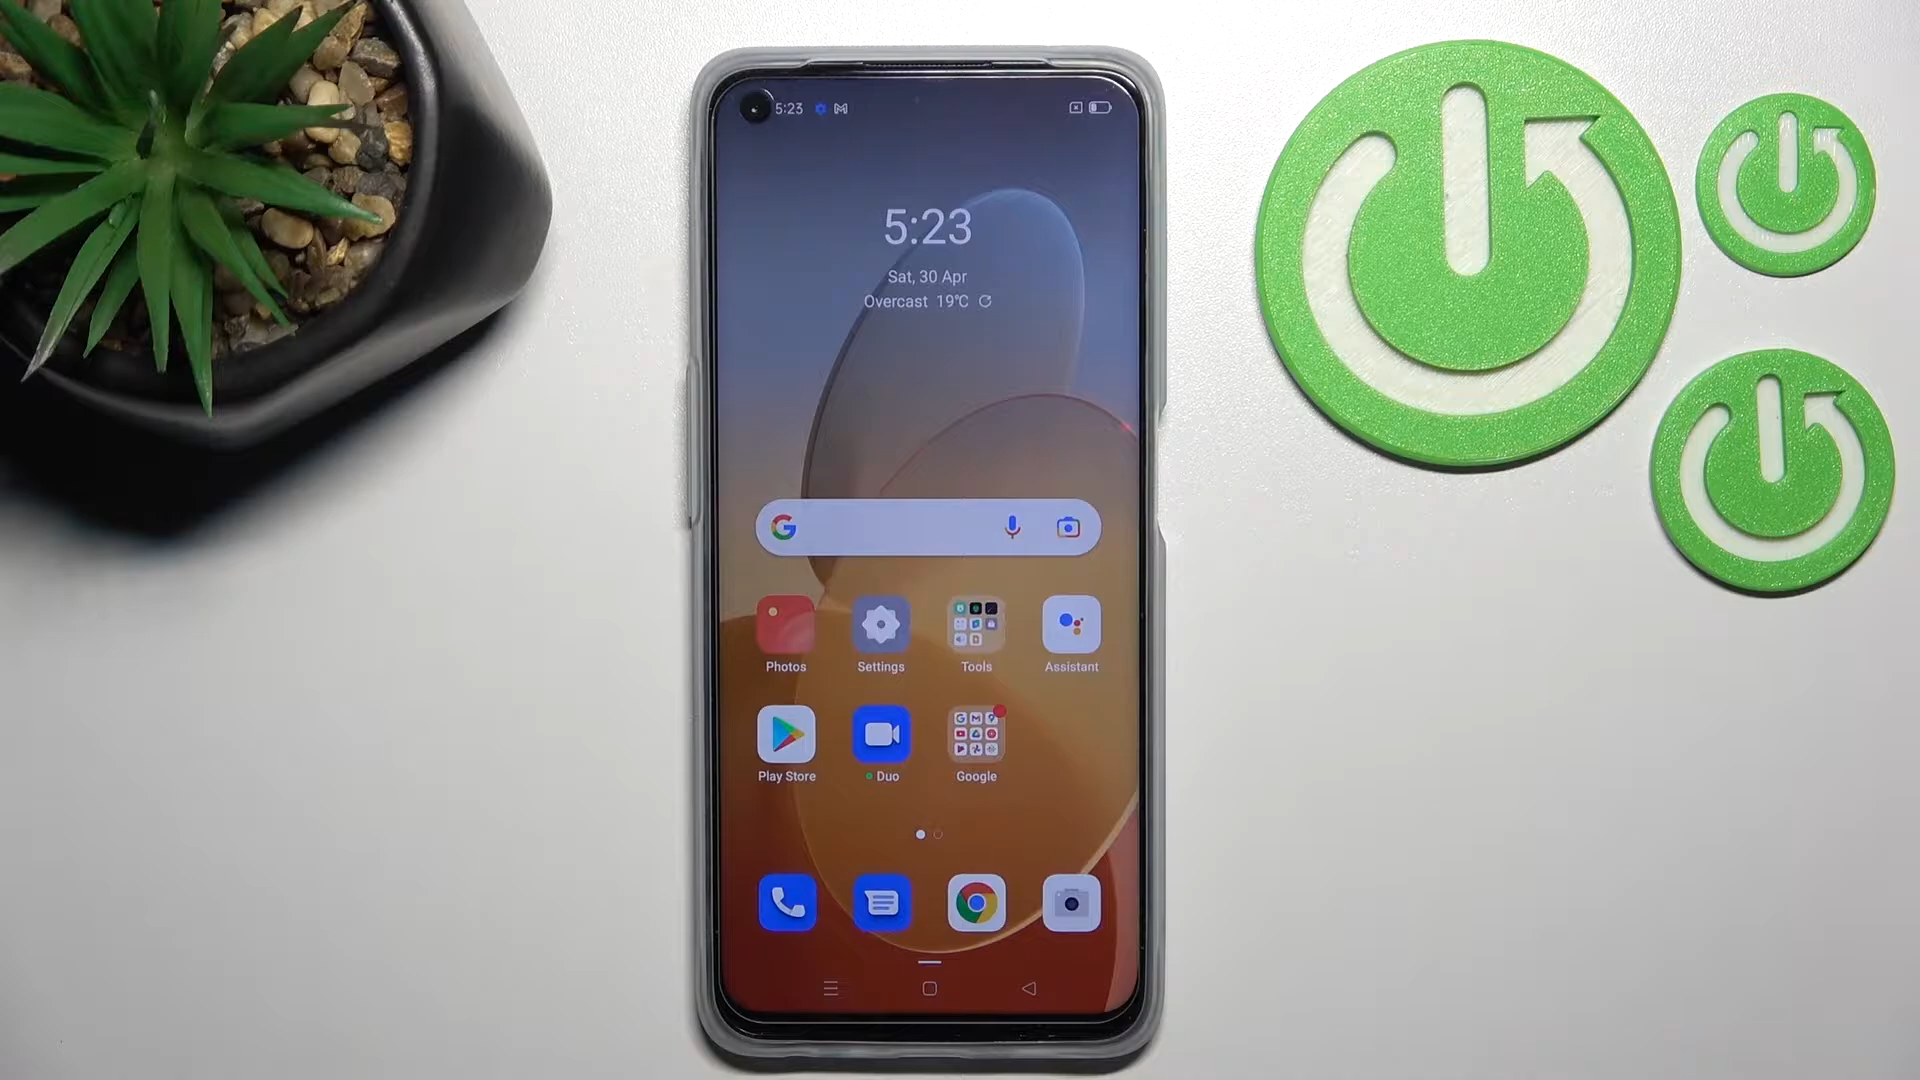 5:23
5:23
Sat, 30 Apr
Overcast 19°C
Photos
Settings
Tools
Assistant
Play Store
Duo
Google